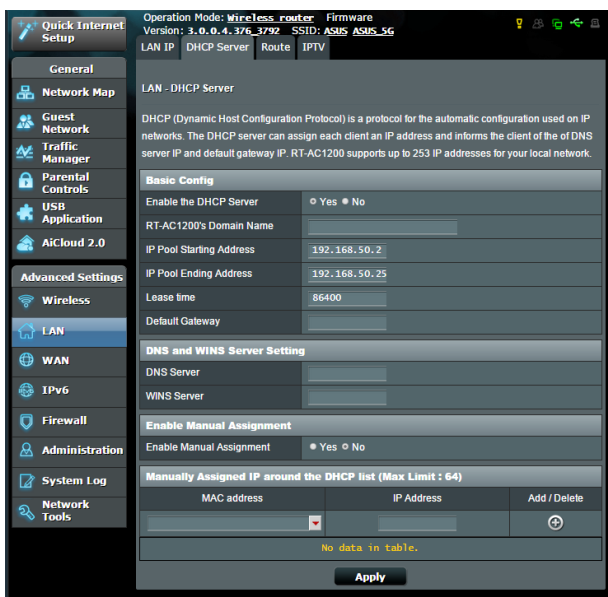 Quick Internet
Setup
Operation Mode: Wireless router Firmware
Version: 3.0.0.4.376_3792 SSID: ASUS ASUS_5G
LAN IP DHCP Server Route IPTV
General
Network Map
Guest
Network
Traffic
Manager
Parental
Controls
USB
Application
AiCloud 2.0
Advanced Settings
Wireless
LAN
WAN
IPv6
Firewall
Administration
System Log
Network
Tools
LAN - DHCP Server
DHCP (Dynamic Host Configuration Protocol) is a protocol for the automatic configuration used on IP
networks. The DHCP server can assign each client an IP address and informs the client of the of DNS
server IP and default gateway IP. RT-AC1200 supports up to 253 IP addresses for your local network.
Basic Config
Enable the DHCP Server Yes No
RT-AC1200's Domain Name
IP Pool Starting Address 192.168.50.2
IP Pool Ending Address 192.168.50.25
Lease time 86400
Default Gateway
DNS and WINS Server Setting
DNS Server
WINS Server
Enable Manual Assignment
Enable Manual Assignment Yes No
Manually Assigned IP around the DHCP list (Max Limit : 64)
MAC address IP Address Add / Delete
No data in table.
Apply